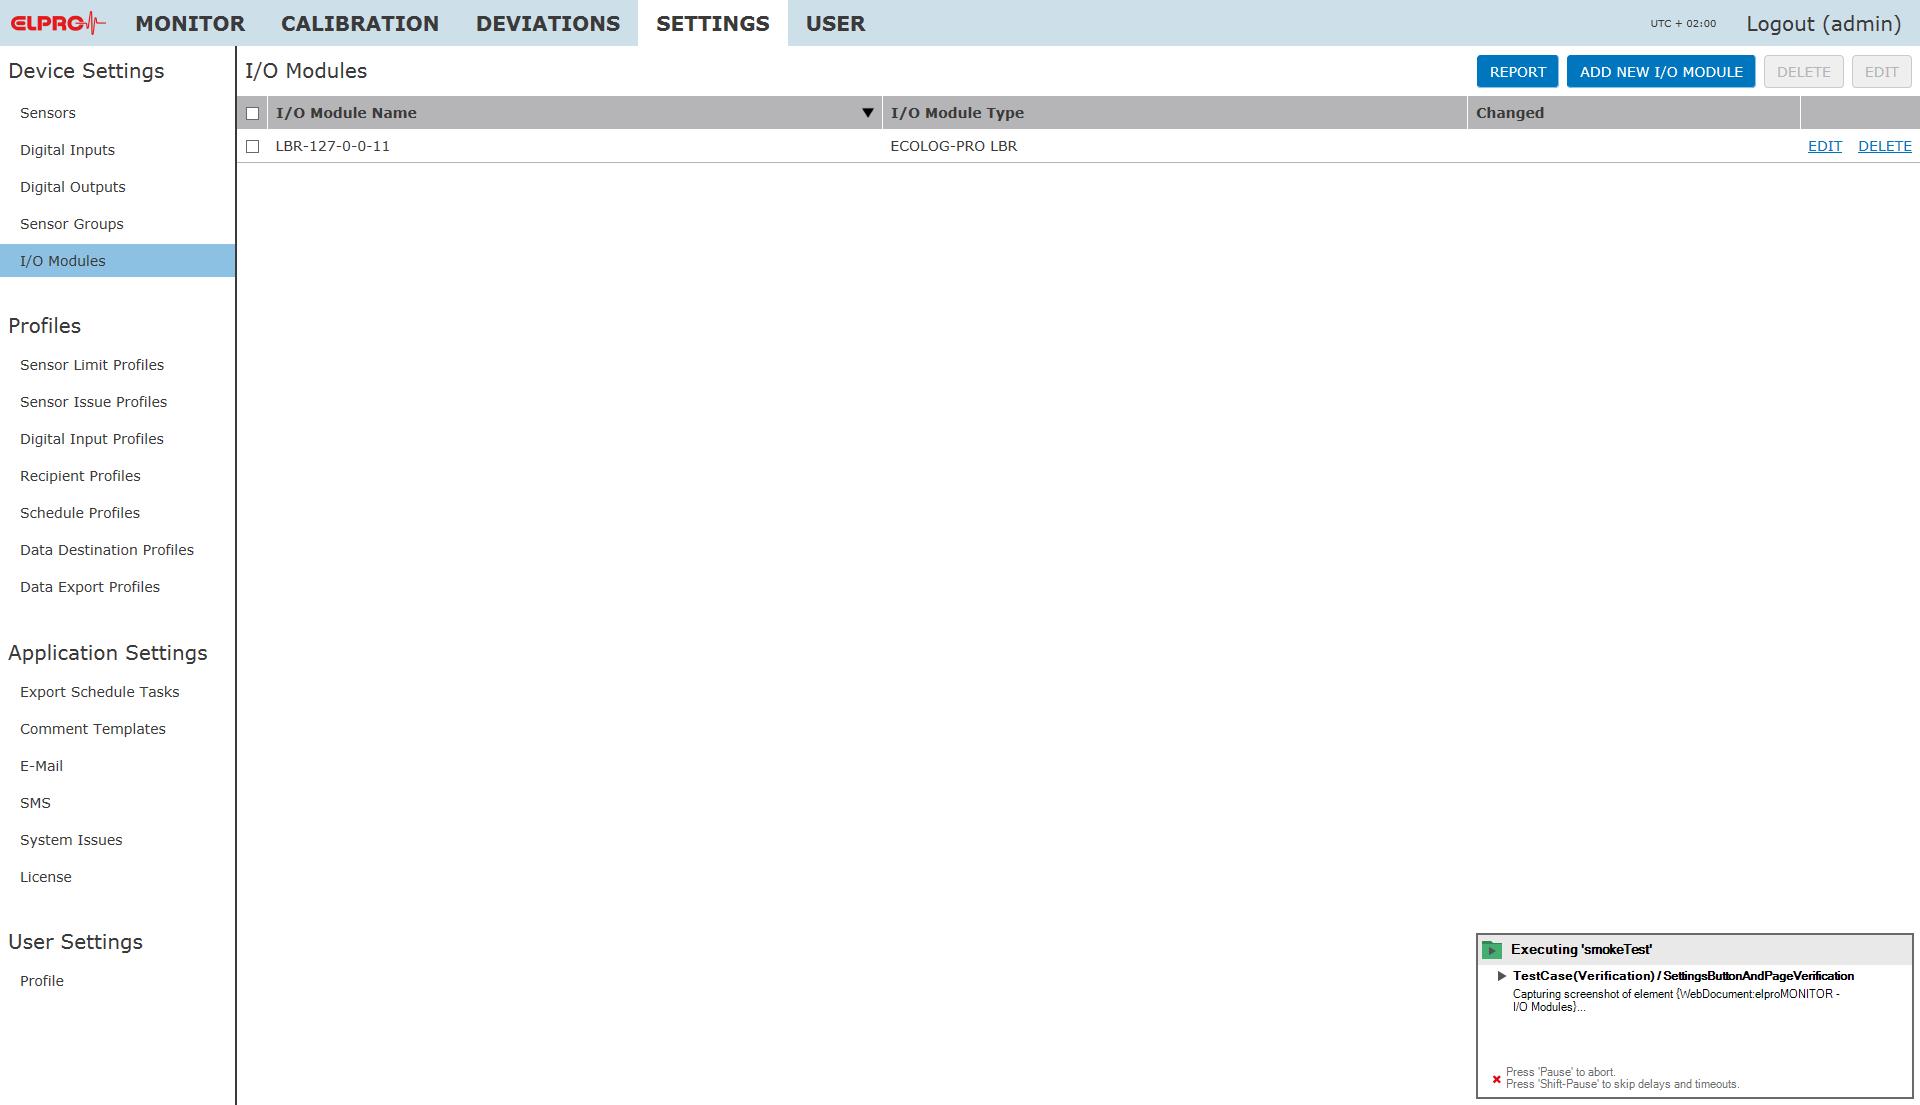 ELPRO MONITOR CALIBRATION DEVIATIONS SETTINGS USER UTC + 02:00 Logout (admin)
Device Settings
Sensors
Digital Inputs
Digital Outputs
Sensor Groups
I/O Modules
Profiles
Sensor Limit Profiles
Sensor Issue Profiles
Digital Input Profiles
Recipient Profiles
Schedule Profiles
Data Destination Profiles
Data Export Profiles
Application Settings
Export Schedule Tasks
Comment Templates
E-Mail
SMS
System Issues
License
User Settings
Profile
I/O Modules REPORT ADD NEW I/O MODULE DELETE EDIT
I/O Module Name I/O Module Type Changed
LBR-127-0-0-11 ECOLOG-PRO LBR EDIT DELETE
Executing 'smokeTest'
TestCase(Verification) / SettingsButtonAndPageVerification
Capturing screenshot of element {WebDocument:elproMONITOR -
I/O Modules}...
Press 'Pause' to abort.
Press 'Shift-Pause' to skip delays and timeouts.